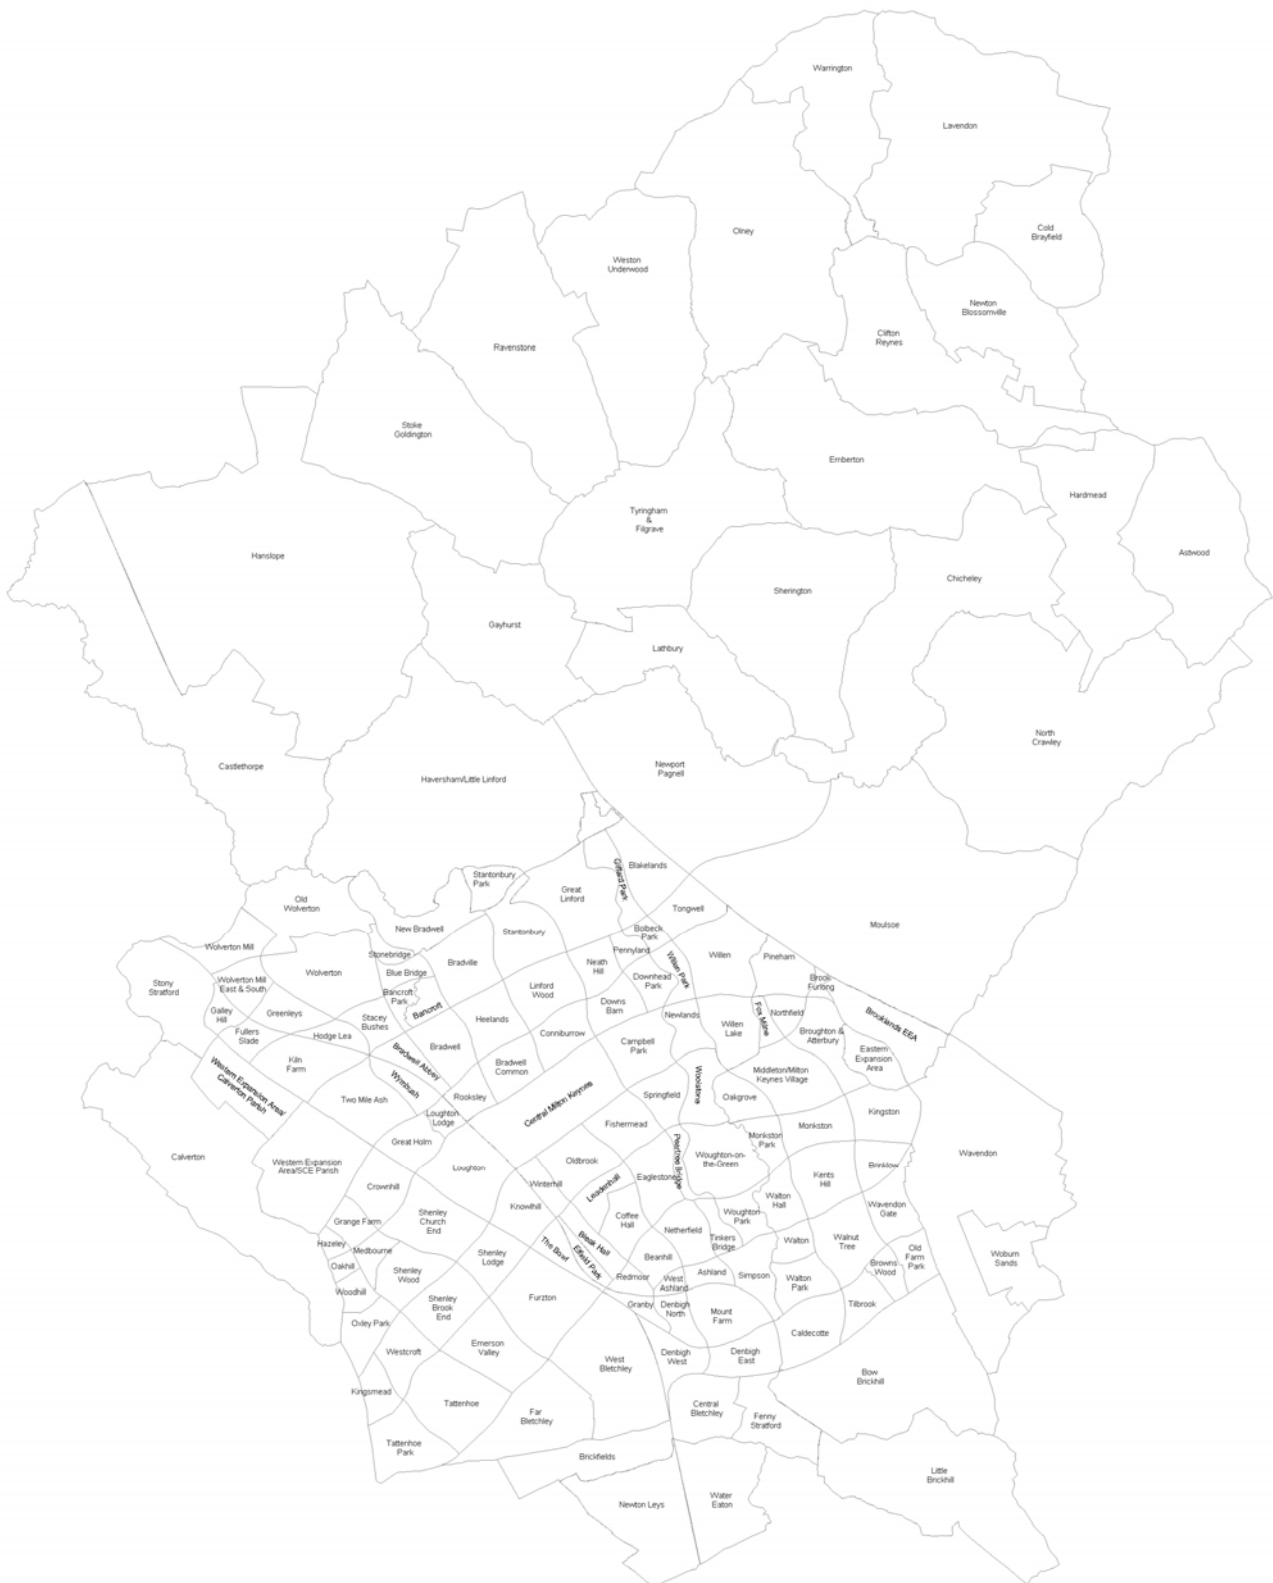 Warrington
Lavendon
Olney
Cold
Brayfield
Weston
Underwood
Newton
Blossomville
Clifton
Reynes
Ravenstone
Stoke
Goldington
Emberton
Hardmead
Tyringham
&
Filgrave
Astwood
Hanslope
Chicheley
Sherington
Gayhurst
Lathbury
North
Crawley
Castlethorpe
Newport
Pagnell
Haversham/Little Linford
Blakelands
Giffard Park
Stantonbury
Park
Great
Linford
Old
Wolverton
Tongwell
Moulsoe
New Bradwell
Stantonbury
Bolbeck
Park
Wolverton Mill
Stonebridge
Pennyland
Willen
Pineham
Bradville
Neath
Hill
Willen Park
Wolverton
Blue Bridge
Stony
Stratford
Wolverton Mill
East & South
Downhead
Park
Brook
Furlong
Linford
Wood
Bancroft
Park
Bancroft
Downs
Barn
Galley
Hill
Greenleys
Stacey
Bushes
Heelands
Newlands
Fox Milne
Northfield
Brooklands EEA
Fullers
Slade
Hodge Lea
Conniburrow
Willen
Lake
Broughton &
Atterbury
Bradwell
Campbell
Park
Eastern
Expansion
Area
Kiln
Farm
Bradwell Abbey
Bradwell
Common
Middleton/Milton
Keynes Village
Western Expansion Area/
Calverton Parish
Wymbush
Two Mile Ash
Rooksley
Central Milton Keynes
Springfield
Woolstone
Oakgrove
Loughton
Lodge
Kingston
Fishermead
Monkston
Great Holm
Peartree Bridge
Monkston
Park
Calverton
Western Expansion
Area/SCE Parish
Loughton
Oldbrook
Woughton-on-
the-Green
Wavendon
Brinklow
Crownhill
Winterhill
Leadenhall
Eaglestone
Kents
Hill
Knowlhill
Walton
Hall
Wavendon
Gate
Grange Farm
Shenley
Church
End
Coffee
Hall
Woughton
Park
Netherfield
Hazeley
Medbourne
The Bowl
Bleak Hall
Tinkers
Bridge
Walton
Walnut
Tree
Old
Farm
Park
Woburn
Sands
Oakhill
Shenley
Lodge
Elfield Park
Beanhill
Browns
Wood
Shenley
Wood
Redmoor
West
Ashland
Ashland
Simpson
Walton
Park
Woodhill
Shenley
Brook
End
Furzton
Granby
Denbigh
North
Mount
Farm
Tilbrook
Oxley Park
Caldecotte
Westcroft
Emerson
Valley
West
Bletchley
Denbigh
West
Denbigh
East
Bow
Brickhill
Kingsmead
Tattenhoe
Far
Bletchley
Central
Bletchley
Fenny
Stratford
Tattenhoe
Park
Brickfields
Little
Brickhill
Newton Leys
Water
Eaton